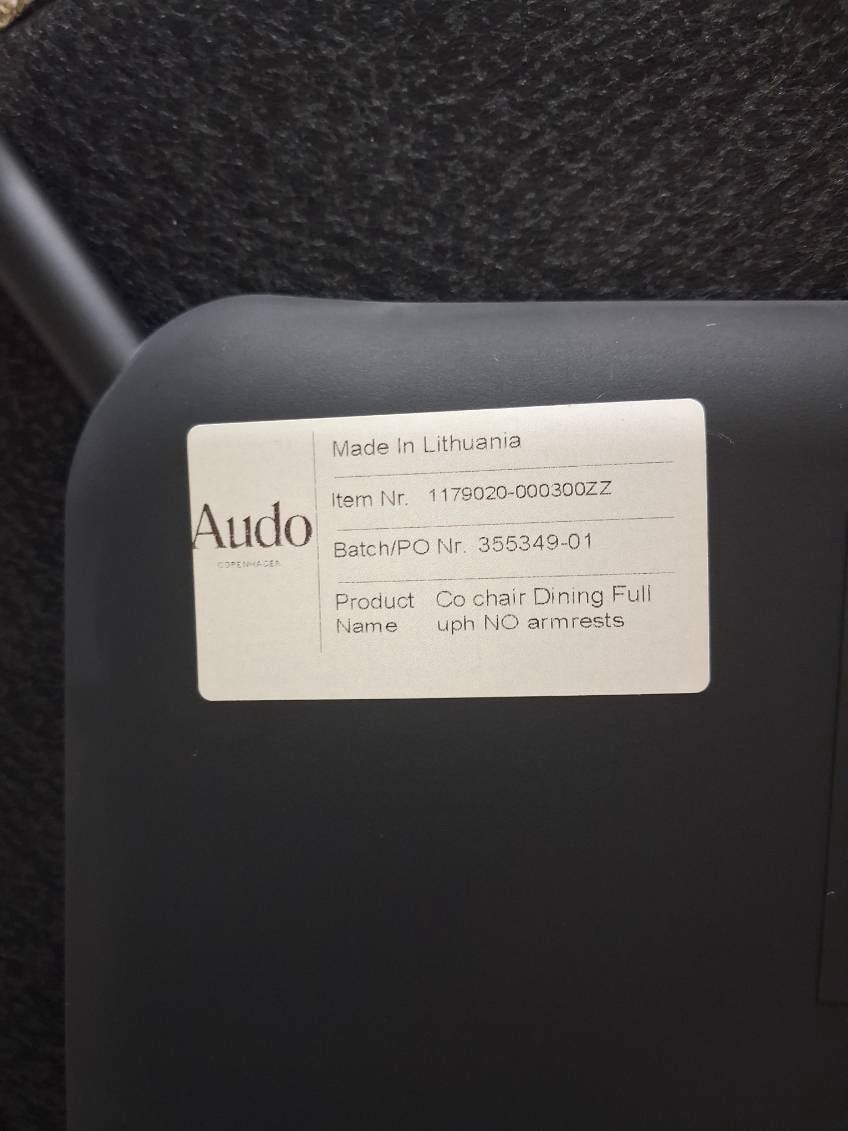 Made In Lithuania
Item Nr. 1179020-000300ZZ
Audo
COPENHAGEN
Batch/PO Nr. 355349-01
Product Name Co chair Dining Full
uph NO armrests